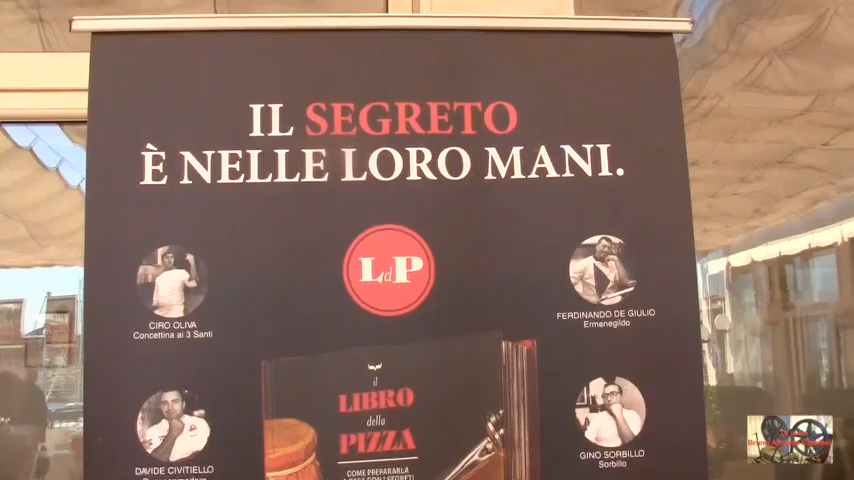 IL SEGRETO
È NELLE LORO MANI.
LdP
CIRO OLIVA
Concettina ai 3 Santi
FERDINANDO DE GIULIO
Ermenegildo
il
LIBRO
della
PIZZA
COME PREPARARLA
DAVIDE CIVITIELLO
GINO SORBILLO
Sorbillo